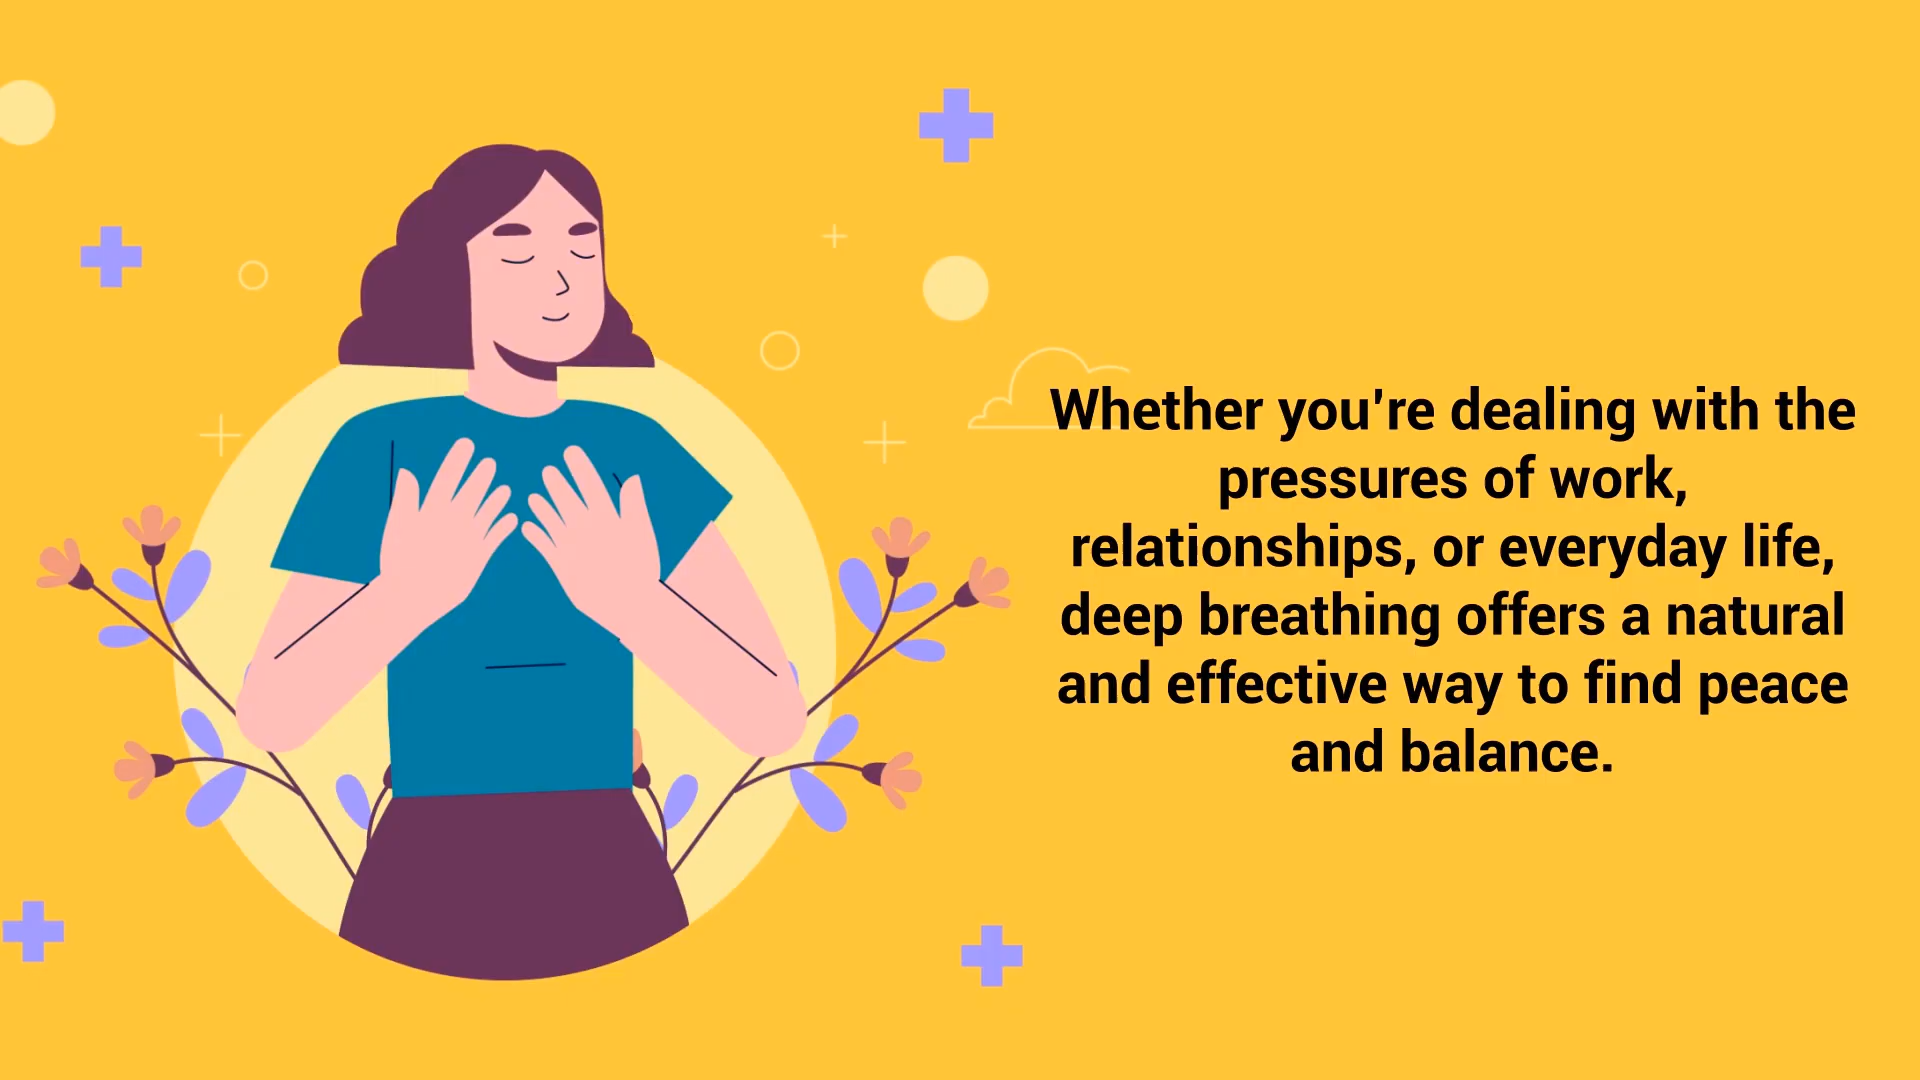 Whether you're dealing with the
pressures of work,
relationships, or everyday life,
deep breathing offers a natural
and effective way to find peace
and balance.